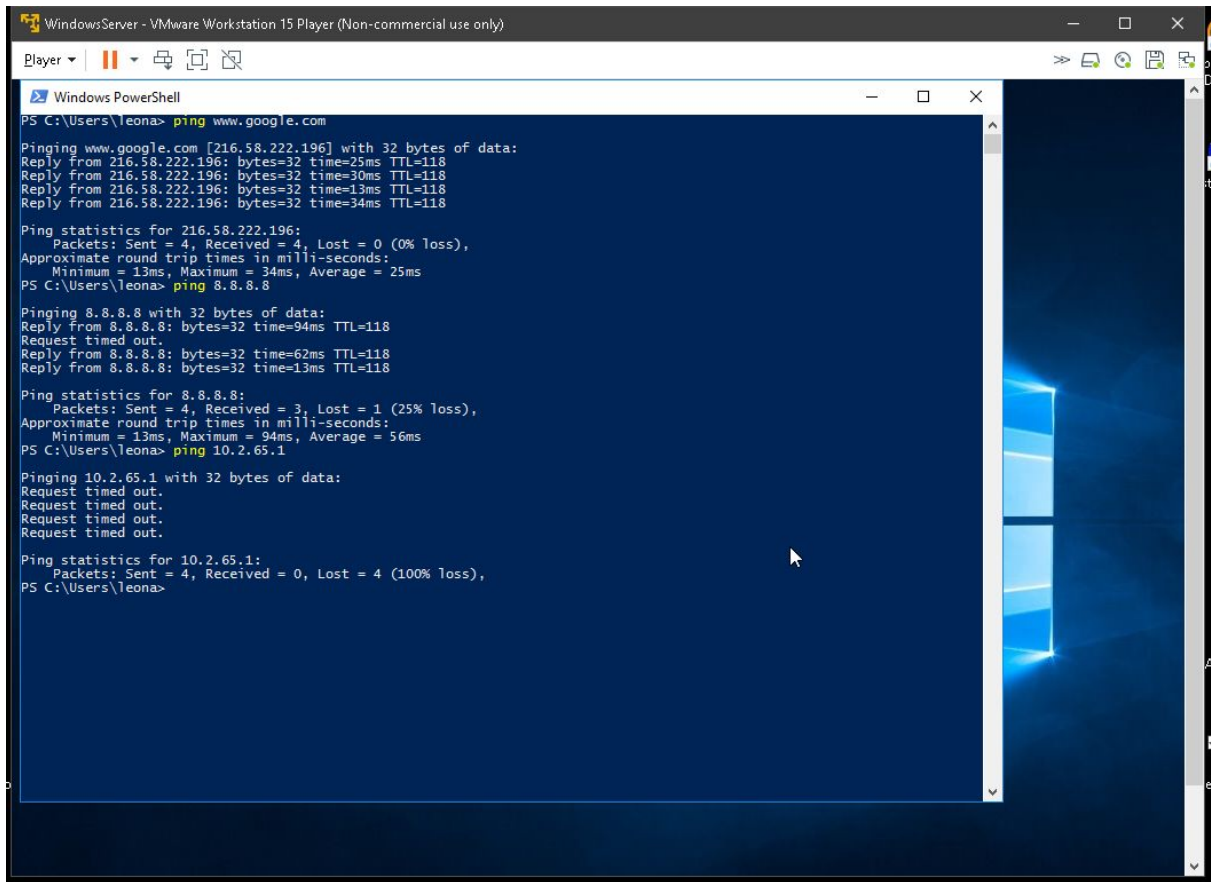 WindowsServer - VMware Workstation 15 Player (Non-commercial use only)
Player
Windows PowerShell
PS C:\Users\leona> ping www.google.com
Pinging www.google.com [216.58.222.196] with 32 bytes of data:
Reply from 216.58.222.196: bytes=32 time=25ms TTL=118
Reply from 216.58.222.196: bytes=32 time=30ms TTL=118
Reply from 216.58.222.196: bytes=32 time=13ms TTL=118
Reply from 216.58.222.196: bytes=32 time=34ms TTL=118
Ping statistics for 216.58.222.196:
Packets: Sent = 4, Received = 4, Lost = 0 (0% loss),
Approximate round trip times in milli-seconds:
Minimum = 13ms, Maximum = 34ms, Average = 25ms
PS C:\Users\leona> ping 8.8.8.8
Pinging 8.8.8.8 with 32 bytes of data:
Reply from 8.8.8.8: bytes=32 time=94ms TTL=118
Request timed out.
Reply from 8.8.8.8: bytes=32 time=62ms TTL=118
Reply from 8.8.8.8: bytes=32 time=13ms TTL=118
Ping statistics for 8.8.8.8:
Packets: Sent = 4, Received = 3, Lost = 1 (25% loss),
Approximate round trip times in milli-seconds:
Minimum = 13ms, Maximum = 94ms, Average = 56ms
PS C:\Users\leona> ping 10.2.65.1
Pinging 10.2.65.1 with 32 bytes of data:
Request timed out.
Request timed out.
Request timed out.
Request timed out.
Ping statistics for 10.2.65.1:
Packets: Sent = 4, Received = 0, Lost = 4 (100% loss),
PS C:\Users\leona>